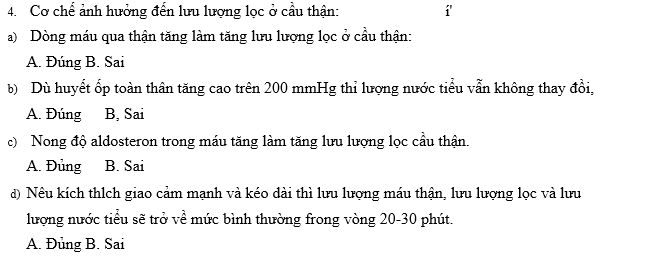 4. Cơ chế ảnh hưởng đến lưu lượng lọc ở cầu thận: í'
a) Dòng máu qua thận tăng làm tăng lưu lượng lọc ở cầu thận:
A. Đúng B. Sai
b) Dù huyết ốp toàn thân tăng cao trên 200 mmHg thỉ lượng nước tiểu vẫn không thay đổi,
A. Đúng B, Sai
c) Nong độ aldosteron trong máu tăng làm tăng lưu lượng lọc cầu thận.
A. Đủng B. Sai
d) Nêu kích thlch giao cảm mạnh và kéo dài thì lưu lượng máu thận, lưu lượng lọc và lưu
lượng nước tiểu sẽ trở về mức bình thường frong vòng 20-30 phút.
A. Đủng B. Sai